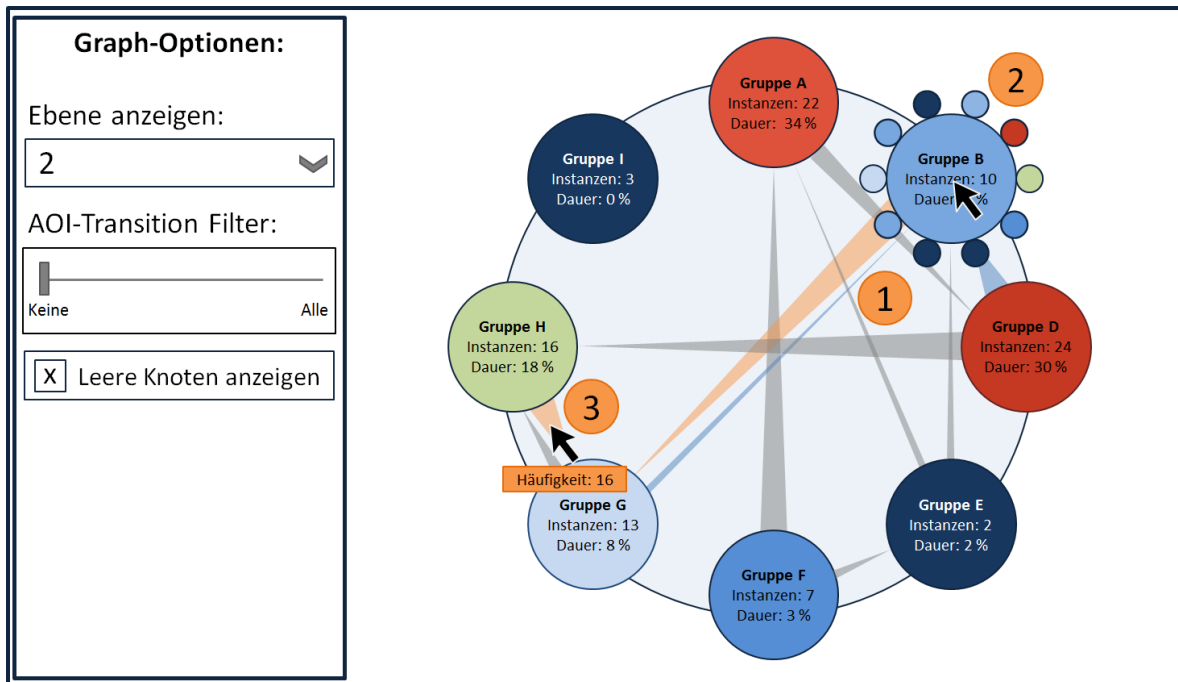 Graph-Optionen:
Ebene anzeigen:
2
AOI-Transition Filter:
Keine
Alle
X Leere Knoten anzeigen
Gruppe A
Instanzen: 22
Dauer: 34 %
2
Gruppe B
Instanzen: 10
Dauer: %
Gruppe I
Instanzen: 3
Dauer: 0 %
1
Gruppe H
Instanzen: 16
Dauer: 18 %
Gruppe D
Instanzen: 24
Dauer: 30 %
3
Häufigkeit: 16
Gruppe G
Instanzen: 13
Dauer: 8 %
Gruppe E
Instanzen: 2
Dauer: 2 %
Gruppe F
Instanzen: 7
Dauer: 3 %